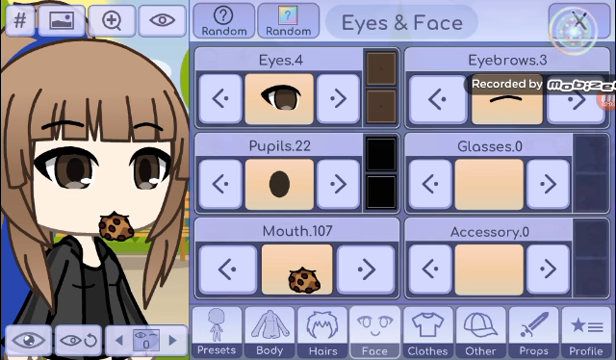 #
?
Random
?
Random
Eyes & Face
X
Eyes.4
Eyebrows.3
Recorded by
Pupils.22
Glasses.0
Mouth.107
Accessory.0
0
Presets
Body
Hairs
Face
Clothes
Other
Props
Profile